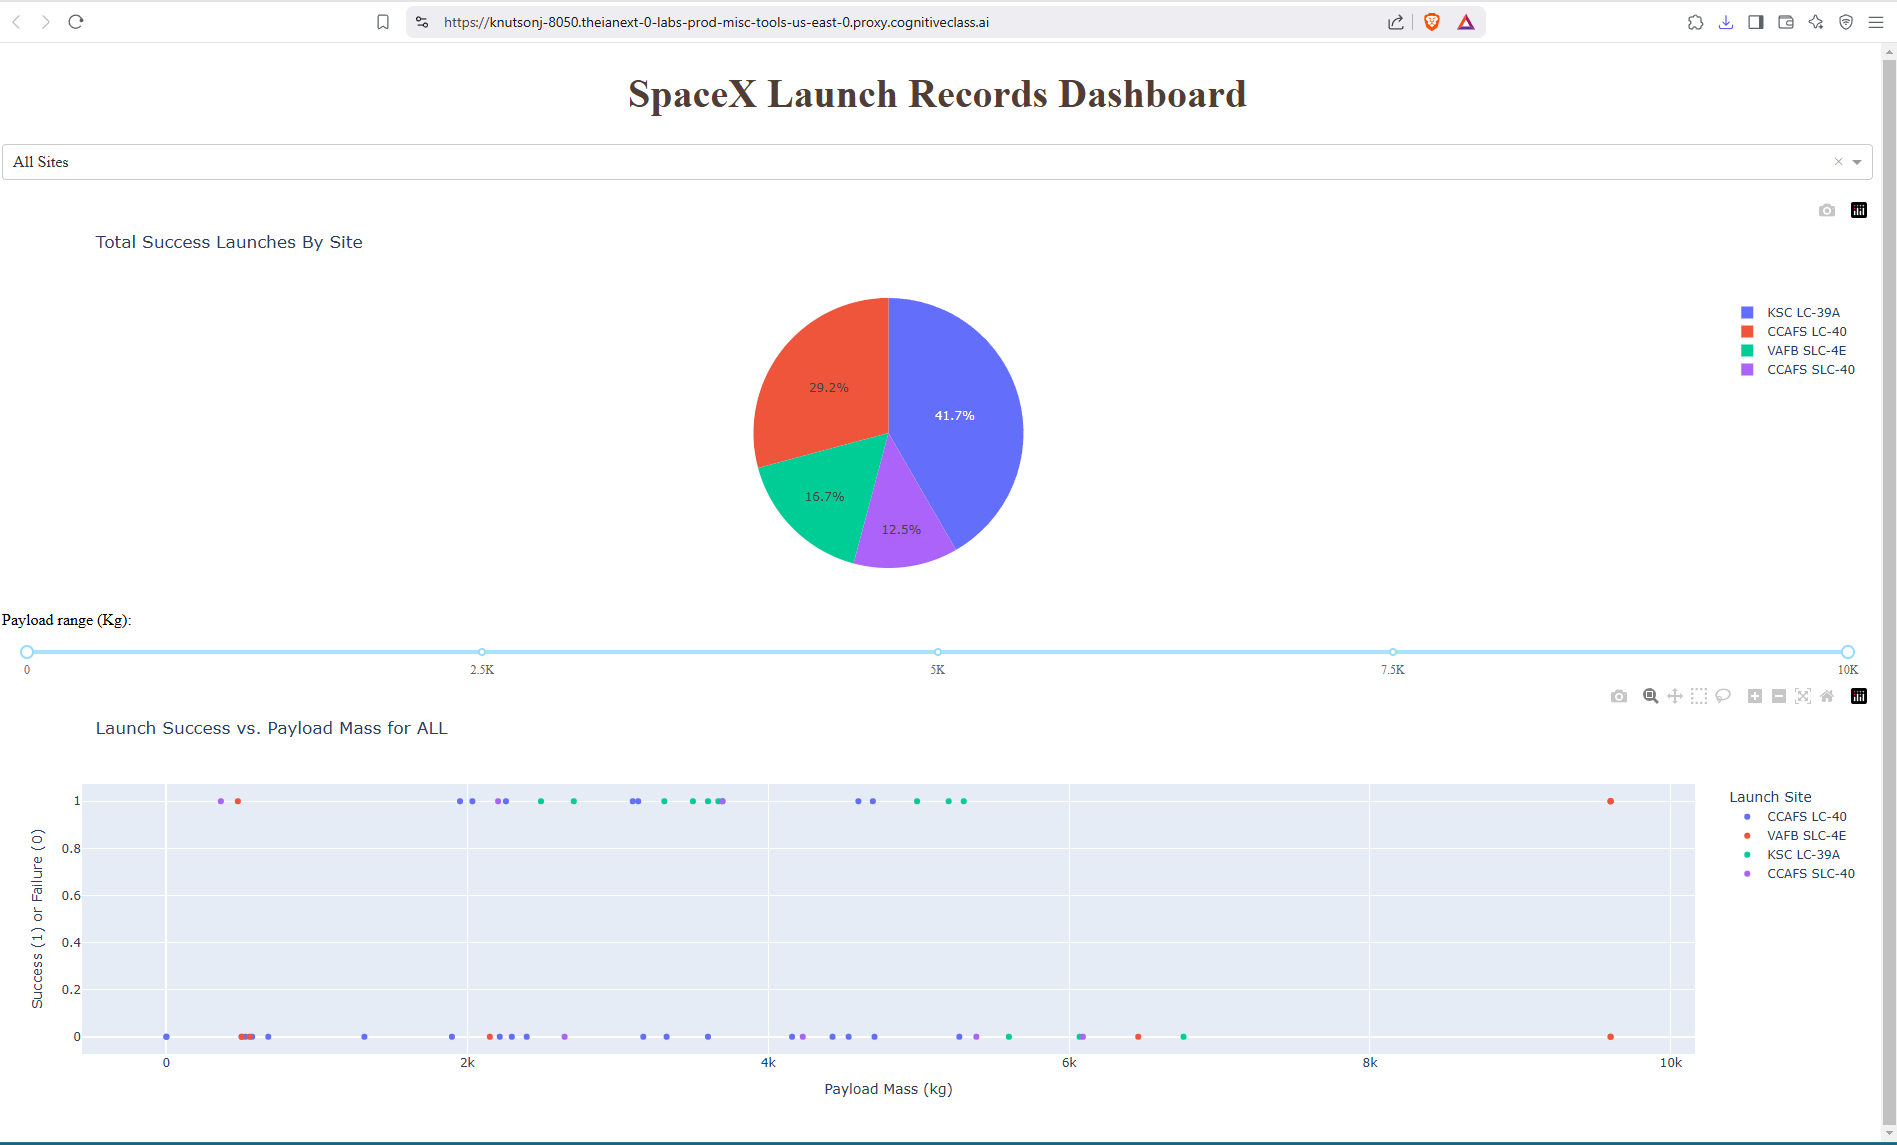 https://knutsonj-8050.theianext-0-labs-prod-misc-tools-us-east-0.proxy.cognitiveclass.ai
SpaceX Launch Records Dashboard
All Sites
Total Success Launches By Site
KSC LC-39A
CCAFS LC-40
VAFB SLC-4E
CCAFS SLC-40
29.2%
41.7%
16.7%
12.5%
Payload range (Kg):
0 2.5K 5K 7.5K 10K
Launch Success vs. Payload Mass for ALL
Success (1) or Failure (0)
1
0.8
0.6
0.4
0.2
0
0 2k 4k 6k 8k 10k
Payload Mass (kg)
Launch Site
CCAFS LC-40
VAFB SLC-4E
KSC LC-39A
CCAFS SLC-40